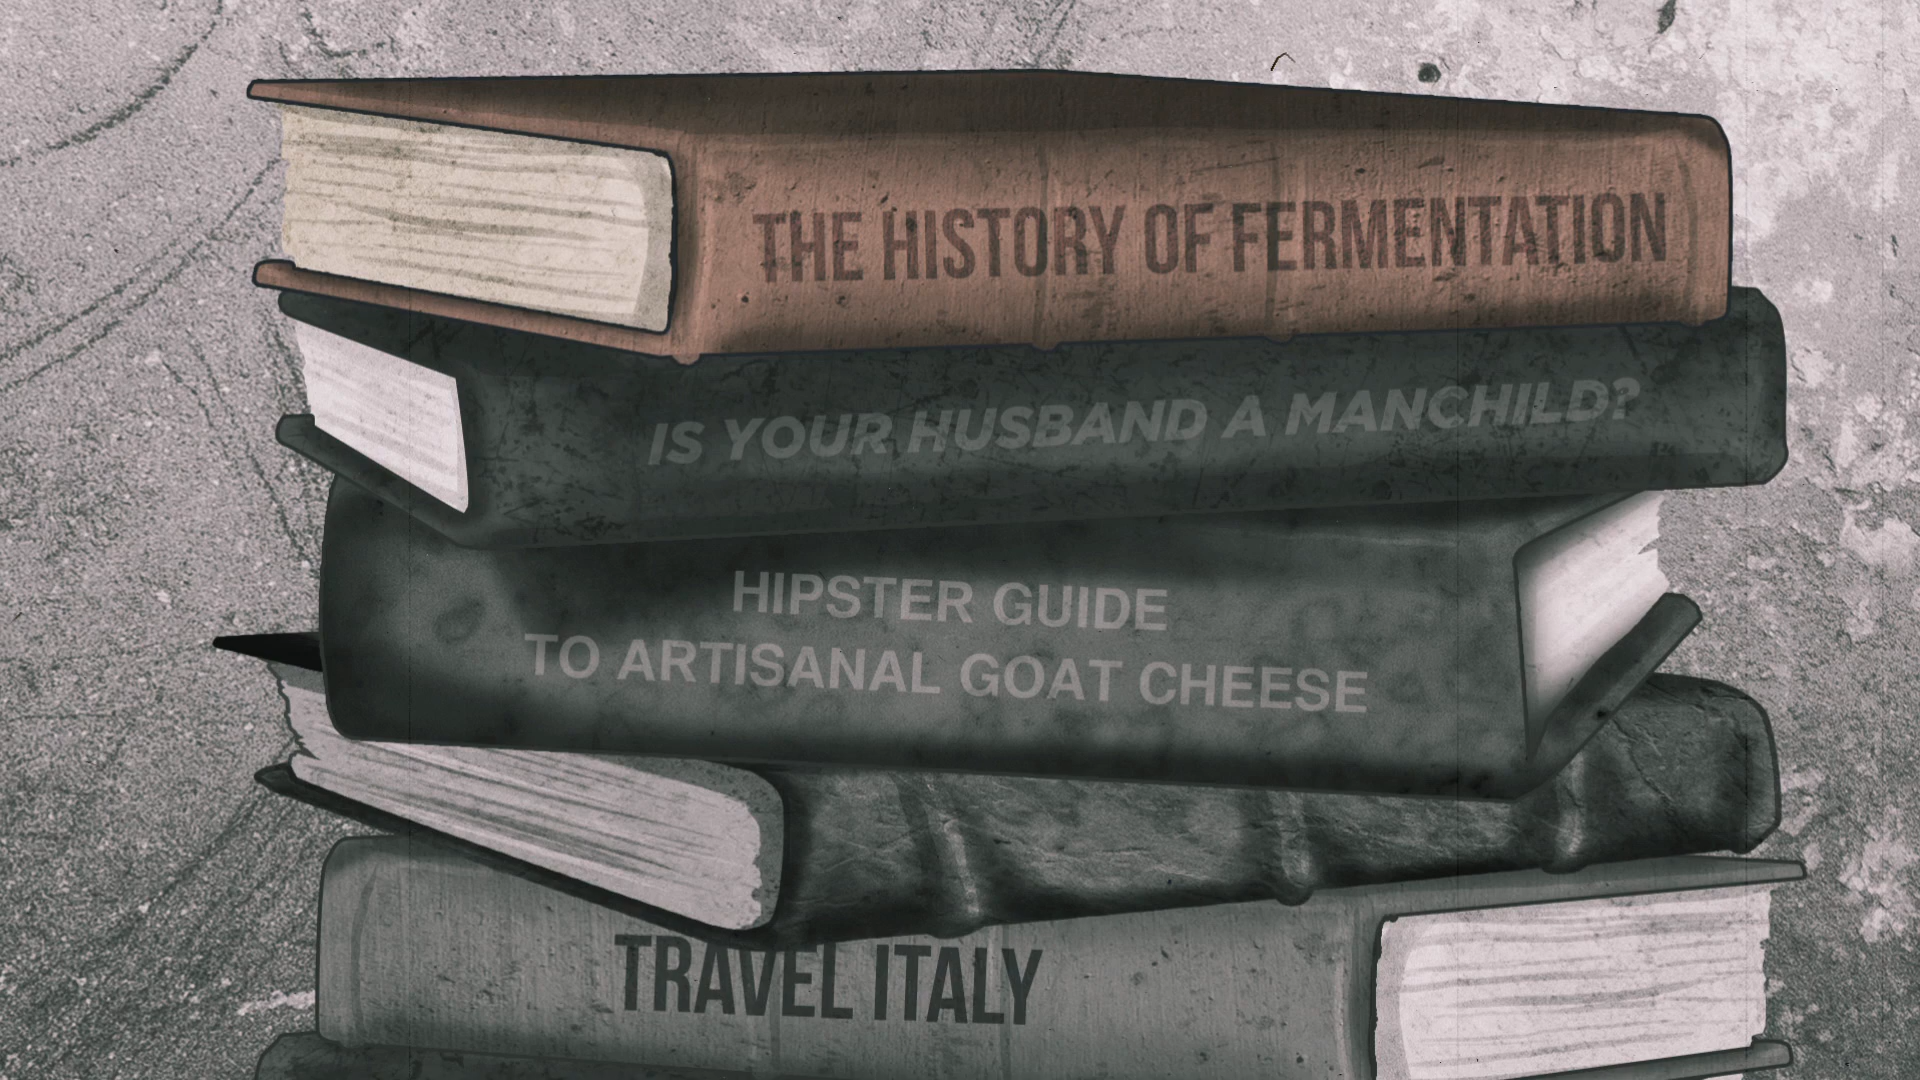 THE HISTORY OF FERMENTATION
IS YOUR HUSBAND A MANCHILD?
HIPSTER GUIDE
TO ARTISANAL GOAT CHEESE
TRAVEL ITALY